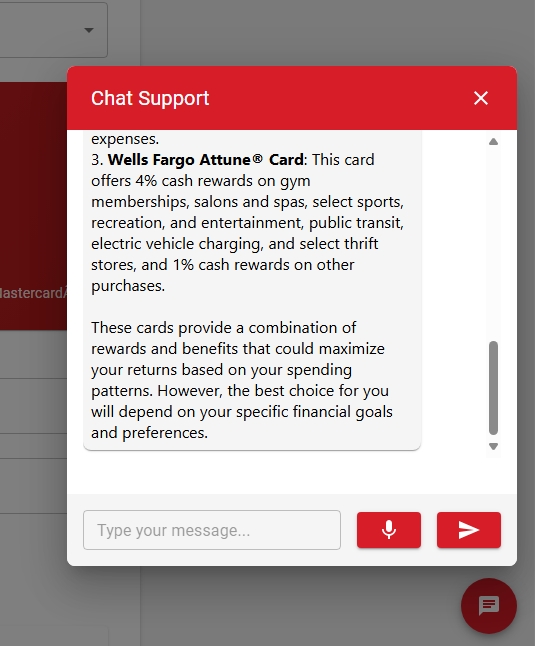 Chat Support
expenses.
3. Wells Fargo Attune® Card: This card
offers 4% cash rewards on gym
memberships, salons and spas, select sports,
recreation, and entertainment, public transit,
electric vehicle charging, and select thrift
stores, and 1% cash rewards on other
purchases.
These cards provide a combination of
rewards and benefits that could maximize
your returns based on your spending
patterns. However, the best choice for you
will depend on your specific financial goals
and preferences.
Type your message...